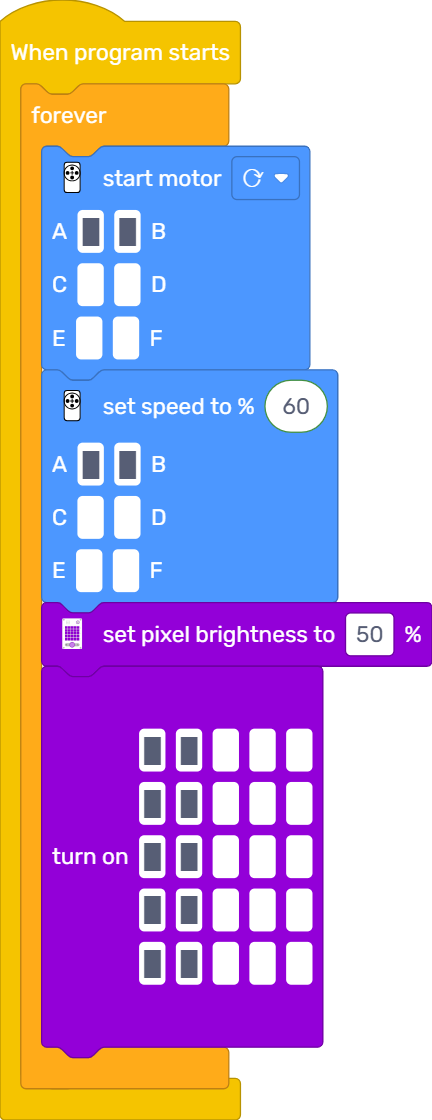 When program starts
forever
start motor
A B
C D
E F
set speed to % 60
A B
C D
E F
set pixel brightness to 50 %
turn on